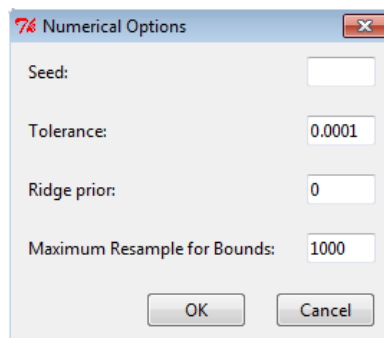 Numerical Options
Seed:
Tolerance: 0.0001
Ridge prior: 0
Maximum Resample for Bounds: 1000
OK Cancel